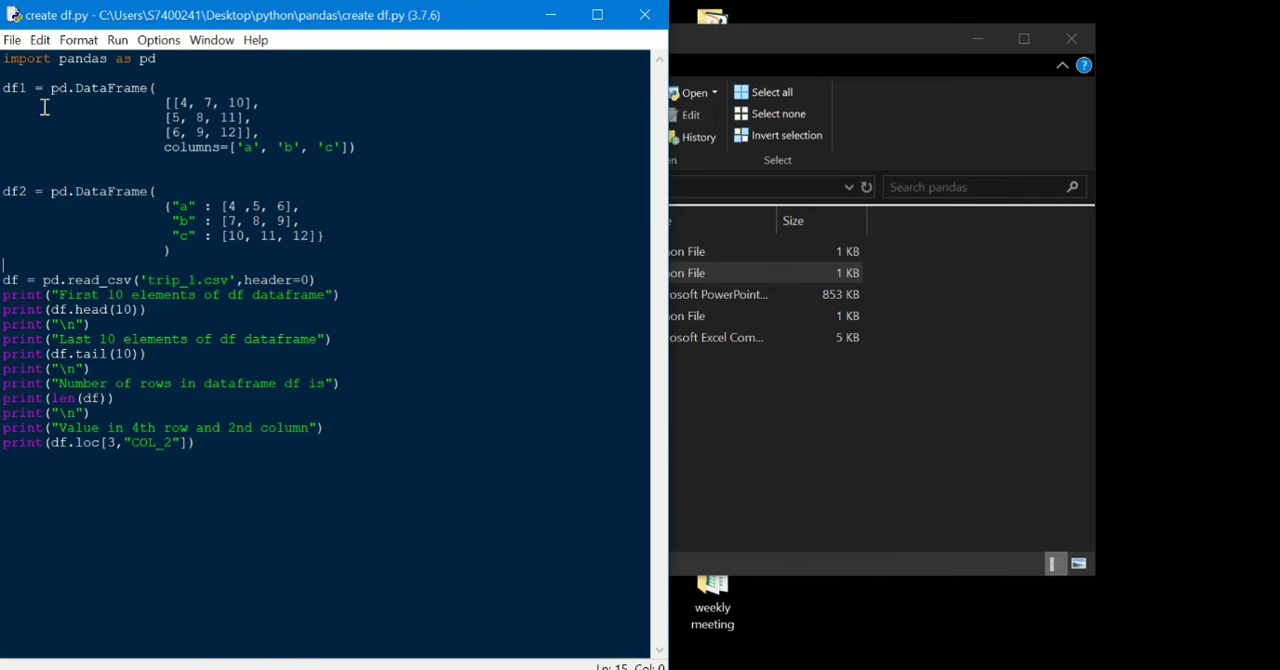 create df.py - C:\Users\S7400241\Desktop\python\pandas\create df.py (3.7.6)
File Edit Format Run Options Window Help
import pandas as pd
df1 = pd.DataFrame(
[[4, 7, 10],
[5, 8, 11],
[6, 9, 12]],
columns=['a', 'b', 'c'])
df2 = pd.DataFrame(
{"a" : [4 ,5, 6],
"b" : [7, 8, 9],
"c" : [10, 11, 12]}
)
df = pd.read_csv('trip_1.csv',header=0)
print("First 10 elements of df dataframe")
print(df.head(10))
print("\n")
print("Last 10 elements of df dataframe")
print(df.tail(10))
print("\n")
print("Number of rows in dataframe df is")
print(len(df))
print("\n")
print("Value in 4th row and 2nd column")
print(df.loc[3,"COL_2"])
Ln: 15 Col: 0
Open Select all
Edit Select none
History Invert selection
Select
Search pandas
Size
on File 1 KB
on File 1 KB
osoft PowerPoint... 853 KB
on File 1 KB
osoft Excel Com... 5 KB
weekly
meeting